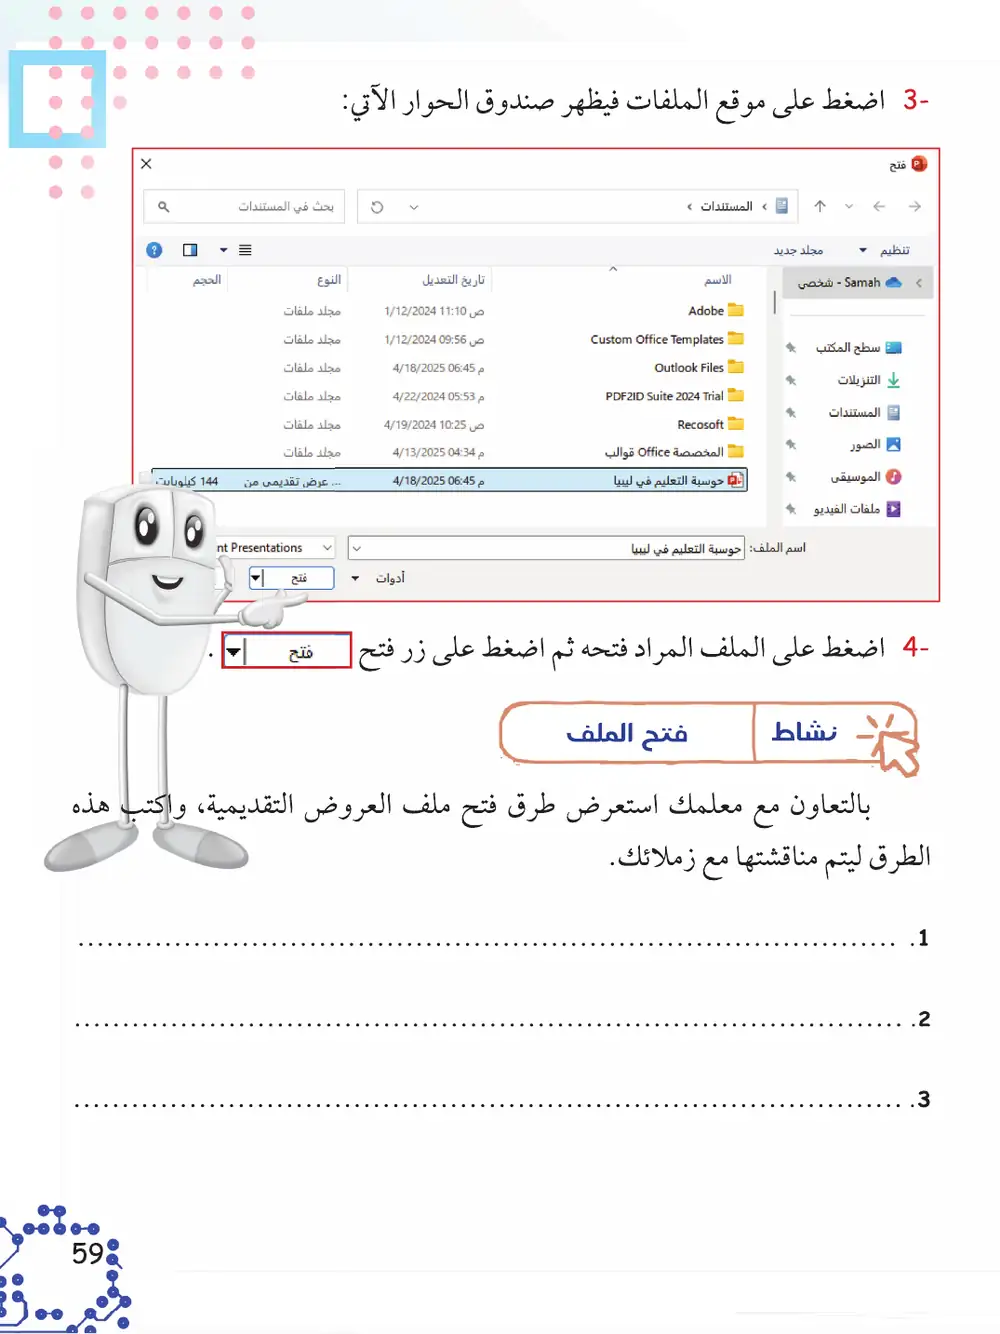 3- اضغط على موقع الملفات فيظهر صندوق الحوار الآتي:
فتح
المستندات
بحث في المستندات
تنظيم
مجلد جديد
Samah - شخصي
سطح المكتب
التنزيلات
المستندات
الصور
الموسيقى
ملفات الفيديو
الاسم تاريخ التعديل النوع الحجم
Adobe 1/12/2024 11:10 ص مجلد ملفات
Custom Office Templates 1/12/2024 09:56 ص مجلد ملفات
Outlook Files 4/18/2025 06:45 م مجلد ملفات
PDF2ID Suite 2024 Trial 4/22/2024 05:53 م مجلد ملفات
Recosoft 4/19/2024 10:25 ص مجلد ملفات
قوالب Office المخصصة 4/13/2025 04:34 م مجلد ملفات
حوسبة التعليم في ليبيا 4/18/2025 06:45 م عرض تقديمي من ... 144 كيلوبايت
اسم الملف: حوسبة التعليم في ليبيا
nt Presentations
أدوات
فتح
4- اضغط على الملف المراد فتحه ثم اضغط على زر فتح فتح .
نشاط فتح الملف
بالتعاون مع معلمك استعرض طرق فتح ملف العروض التقديمية، واكتب هذه
الطرق ليتم مناقشتها مع زملائك.
1. ........................................................................
2. ........................................................................
3. ........................................................................
59